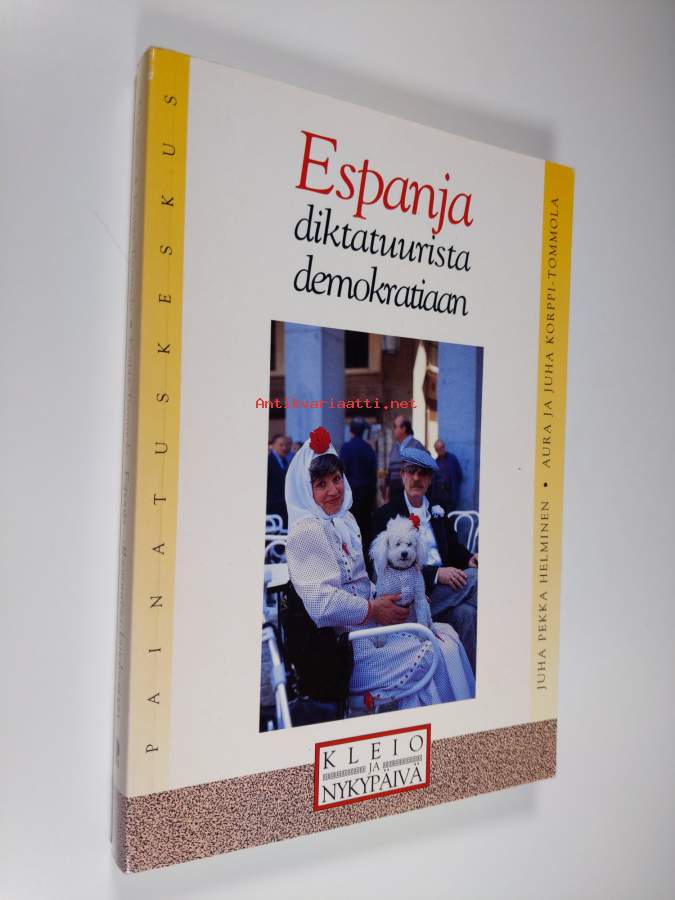 Espanja
diktatuurista
demokratiaan
Antikvariaatti.net
PAINATUSKESKUS
JUHA PEKKA HELMINEN • AURA JA JUHA KORPPI-TOMMOLA
KLEIO
JA
NYKYPÄIVÄ